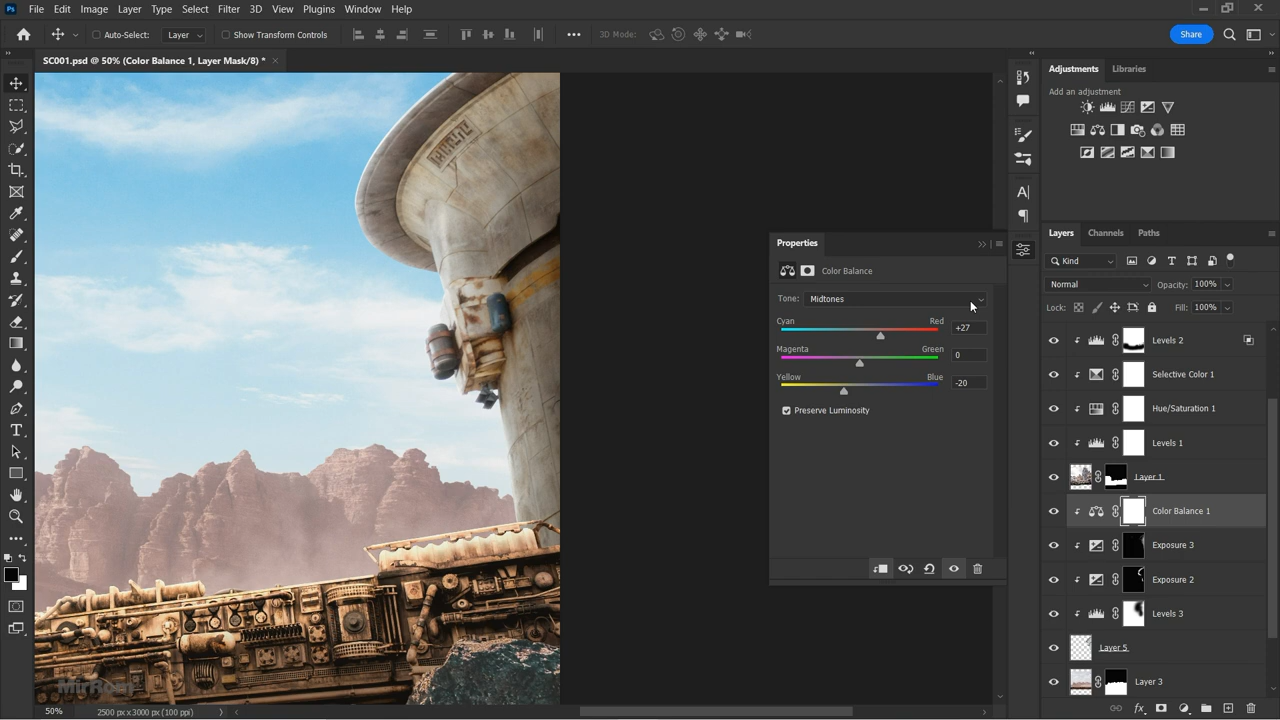 Ps File Edit Image Layer Type Select Filter 3D View Plugins Window Help
Auto-Select: Layer Show Transform Controls 3D Mode: Share
SC001.psd @ 50% (Color Balance 1, Layer Mask/8) *
Adjustments Libraries
Add an adjustment
Properties
Color Balance
Tone: Midtones
Cyan Red +27
Magenta Green 0
Yellow Blue -20
Preserve Luminosity
Layers Channels Paths
Kind
Normal Opacity: 100%
Lock: Fill: 100%
Levels 2
Selective Color 1
Hue/Saturation 1
Levels 1
Layer 1
Color Balance 1
Exposure 3
Exposure 2
Levels 3
Layer 5
Layer 3
50% 2500 px x 3000 px (100 ppi)